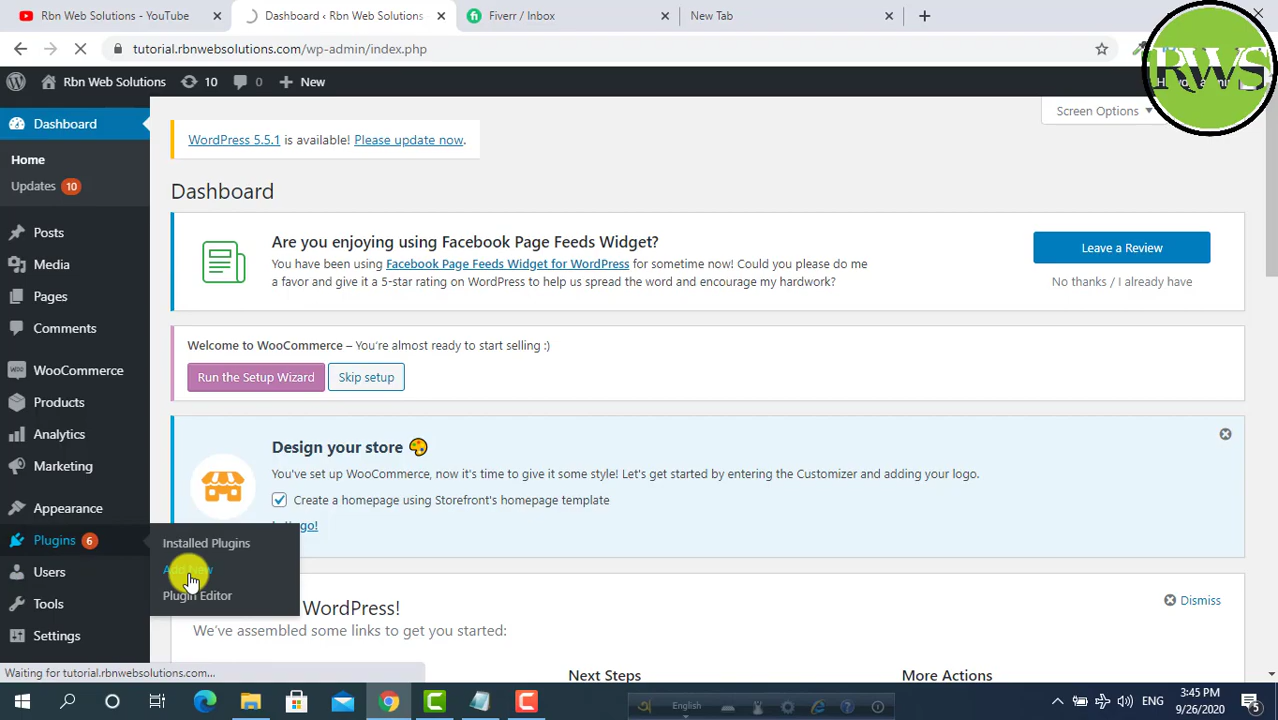 Rbn Web Solutions - YouTube
Dashboard ‹ Rbn Web Solutions
Fiverr / Inbox
New Tab
tutorial.rbnwebsolutions.com/wp-admin/index.php
RWS
Rbn Web Solutions
10
0
New
Dashboard
Home
Updates 10
Posts
Media
Pages
Comments
WooCommerce
Products
Analytics
Marketing
Appearance
Plugins 6
Users
Tools
Settings
Installed Plugins
Add New
Plugin Editor
Screen Options
WordPress 5.5.1 is available! Please update now.
Dashboard
Are you enjoying using Facebook Page Feeds Widget?
You have been using Facebook Page Feeds Widget for WordPress for sometime now! Could you please do me
a favor and give it a 5-star rating on WordPress to help us spread the word and encourage my hardwork?
Leave a Review
No thanks / I already have
Welcome to WooCommerce – You're almost ready to start selling :)
Run the Setup Wizard
Skip setup
Design your store
You've set up WooCommerce, now it's time to give it some style! Let's get started by entering the Customizer and adding your logo.
Create a homepage using Storefront's homepage template
go!
WordPress!
Dismiss
We've assembled some links to get you started:
Next Steps
More Actions
Waiting for tutorial.rbnwebsolutions.com...
English
ENG
3:45 PM
9/26/2020
5